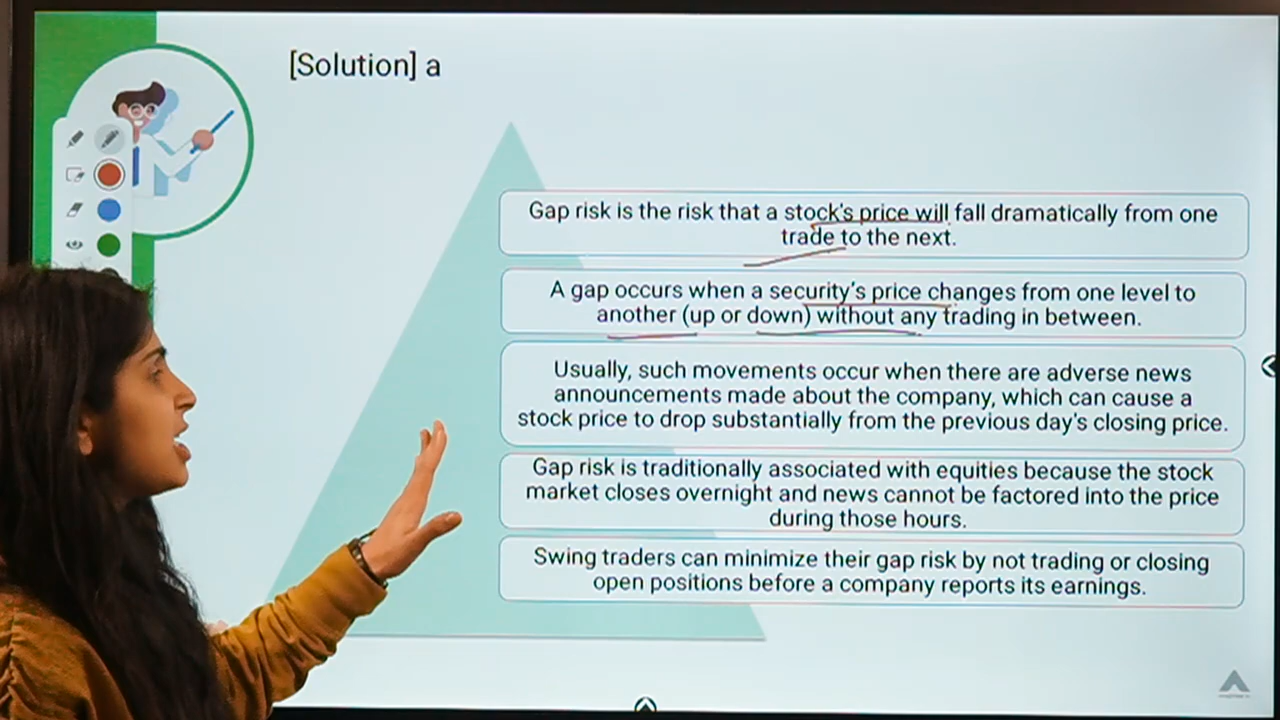 [Solution] a
Gap risk is the risk that a stock's price will fall dramatically from one
trade to the next.
A gap occurs when a security's price changes from one level to
another (up or down) without any trading in between.
Usually, such movements occur when there are adverse news
announcements made about the company, which can cause a
stock price to drop substantially from the previous day's closing price.
Gap risk is traditionally associated with equities because the stock
market closes overnight and news cannot be factored into the price
during those hours.
Swing traders can minimize their gap risk by not trading or closing
open positions before a company reports its earnings.